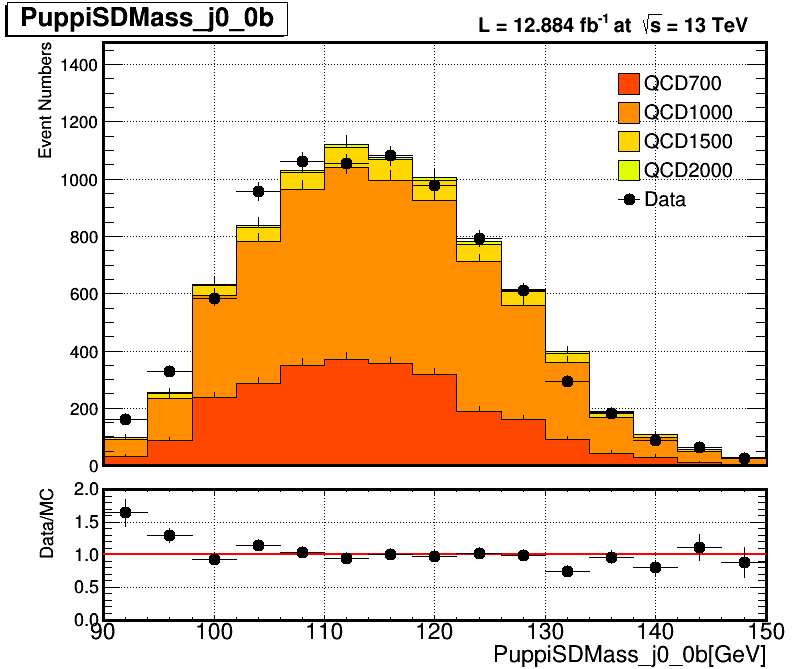 PuppiSDMass_j0_0b
L = 12.884 fb⁻¹ at √s = 13 TeV
Event Numbers
1400
1200
1000
800
600
400
200
0
QCD700
QCD1000
QCD1500
QCD2000
Data
Data/MC
2.0
1.5
1.0
0.5
0.0
90 100 110 120 130 140 150
PuppiSDMass_j0_0b[GeV]